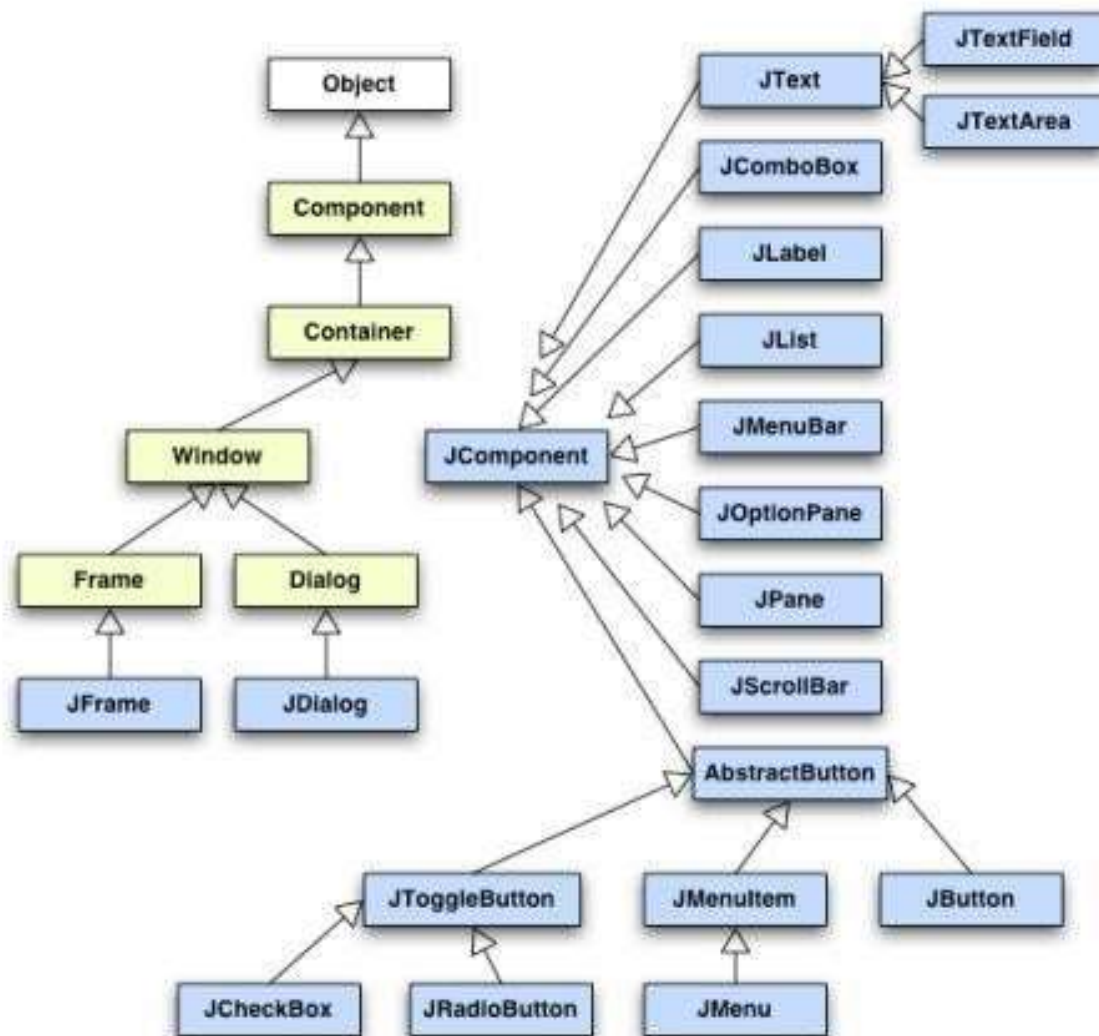 JTextField
Object
JText
JTextArea
JComboBox
Component
JLabel
Container
JList
JMenuBar
Window
JComponent
JOptionPane
Frame
Dialog
JPane
JFrame
JDialog
JScrollBar
AbstractButton
JToggleButton
JMenuItem
JButton
JCheckBox
JRadioButton
JMenu